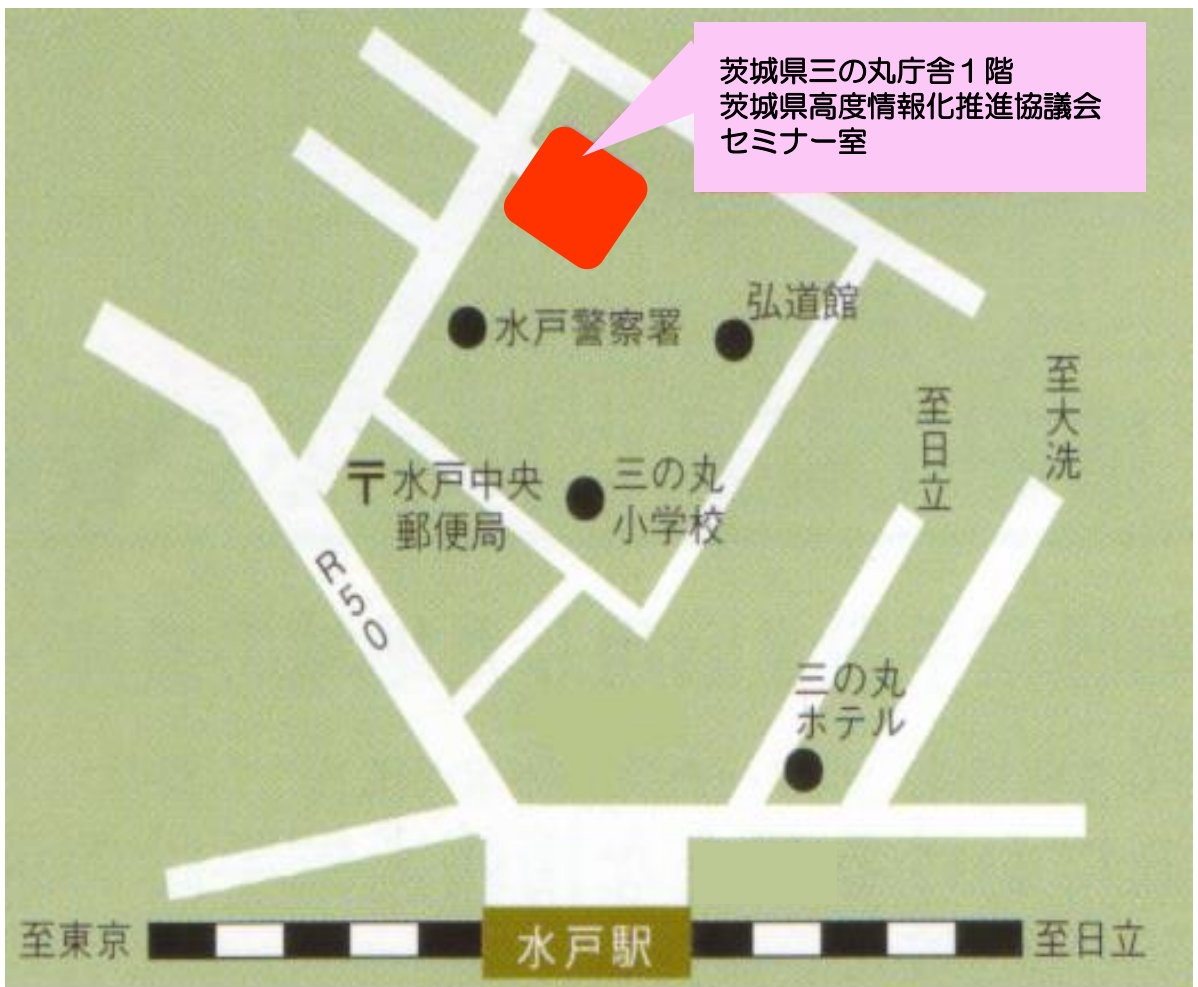 茨城県三の丸庁舎1階
茨城県高度情報化推進協議会
セミナー室
弘道館
水戸警察署
至大洗
至日立
〒水戸中央
郵便局
三の丸
小学校
R50
三の丸
ホテル
至東京
水戸駅
至日立